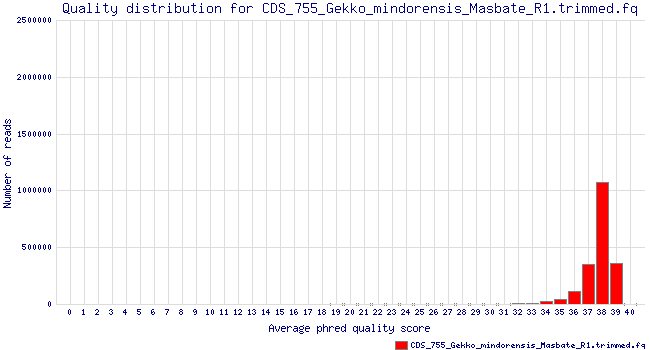 Quality distribution for CDS_755_Gekko_mindorensis_Masbate_R1.trimmed.fq
2500000
2000000
1500000
1000000
500000
0
Number of reads
0 1 2 3 4 5 6 7 8 9 10 11 12 13 14 15 16 17 18 19 20 21 22 23 24 25 26 27 28 29 30 31 32 33 34 35 36 37 38 39 40
Average phred quality score
CDS_755_Gekko_mindorensis_Masbate_R1.trimmed.fq